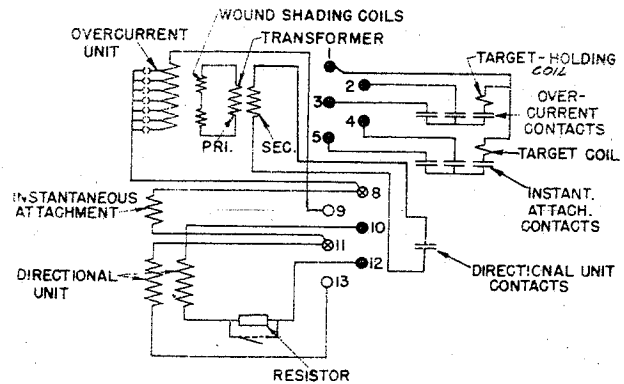 WOUND SHADING COILS
OVERCURRENT
UNIT
TRANSFORMER
TARGET-HOLDING
COIL
OVER-
CURRENT
CONTACTS
TARGET COIL
INSTANT.
ATTACH.
CONTACTS
2
3
4
5
PRI.
SEC.
INSTANTANEOUS
ATTACHMENT
8
9
10
11
12
13
DIRECTIONAL
UNIT
DIRECTIONAL UNIT
CONTACTS
RESISTOR